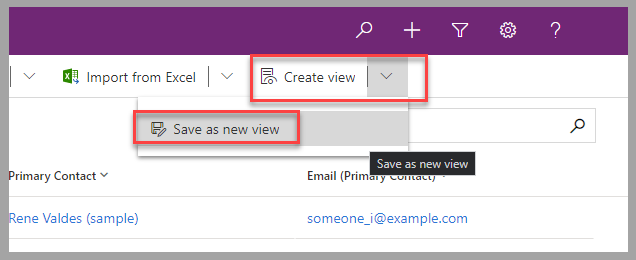 Import from Excel
Create view
Save as new view
Save as new view
Primary Contact
Email (Primary Contact)
Rene Valdes (sample)
someone_i@example.com